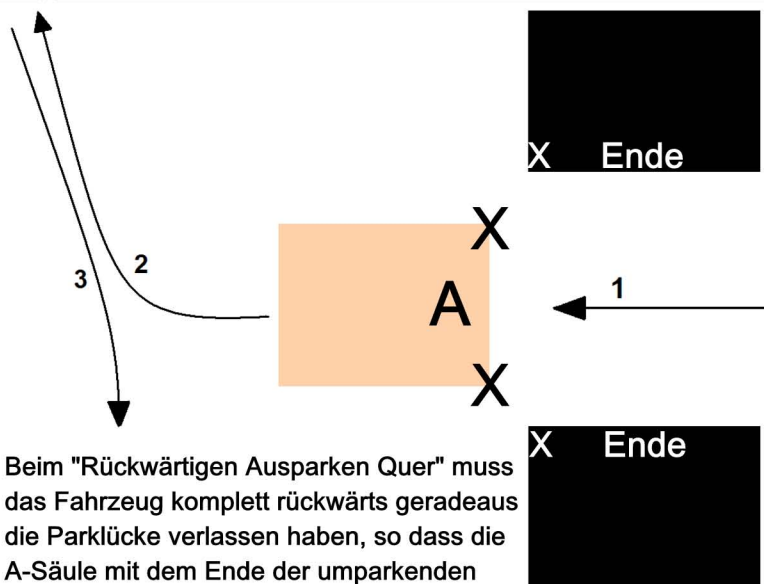 X Ende
X
3
2
A
1
X
X Ende
Beim "Rückwärtigen Ausparken Quer" muss
das Fahrzeug komplett rückwärts geradeaus
die Parklücke verlassen haben, so dass die
A-Säule mit dem Ende der umparkenden